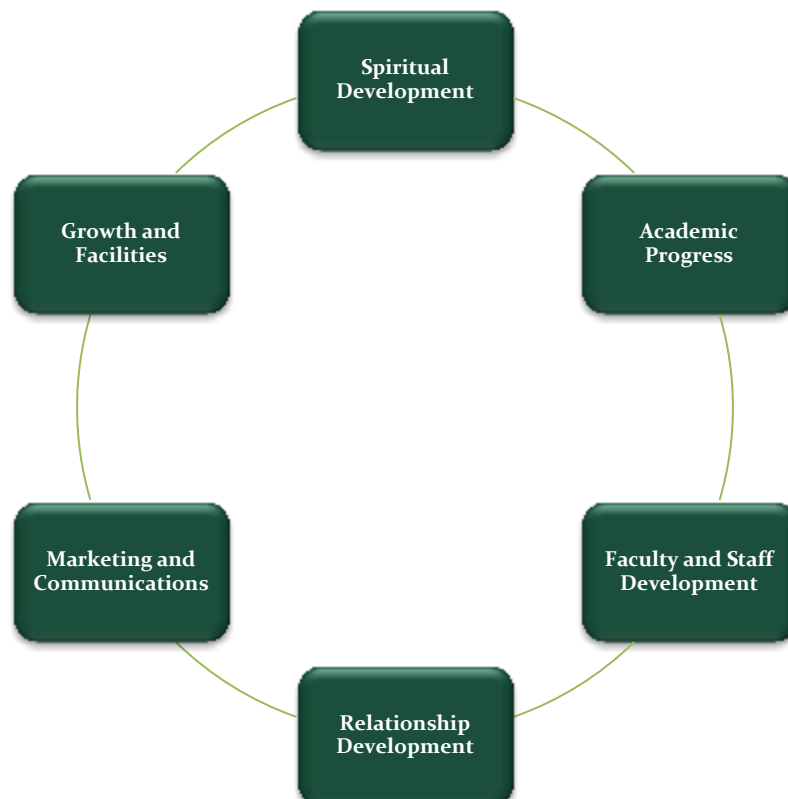 Spiritual
Development
Academic
Progress
Faculty and Staff
Development
Relationship
Development
Marketing and
Communications
Growth and
Facilities